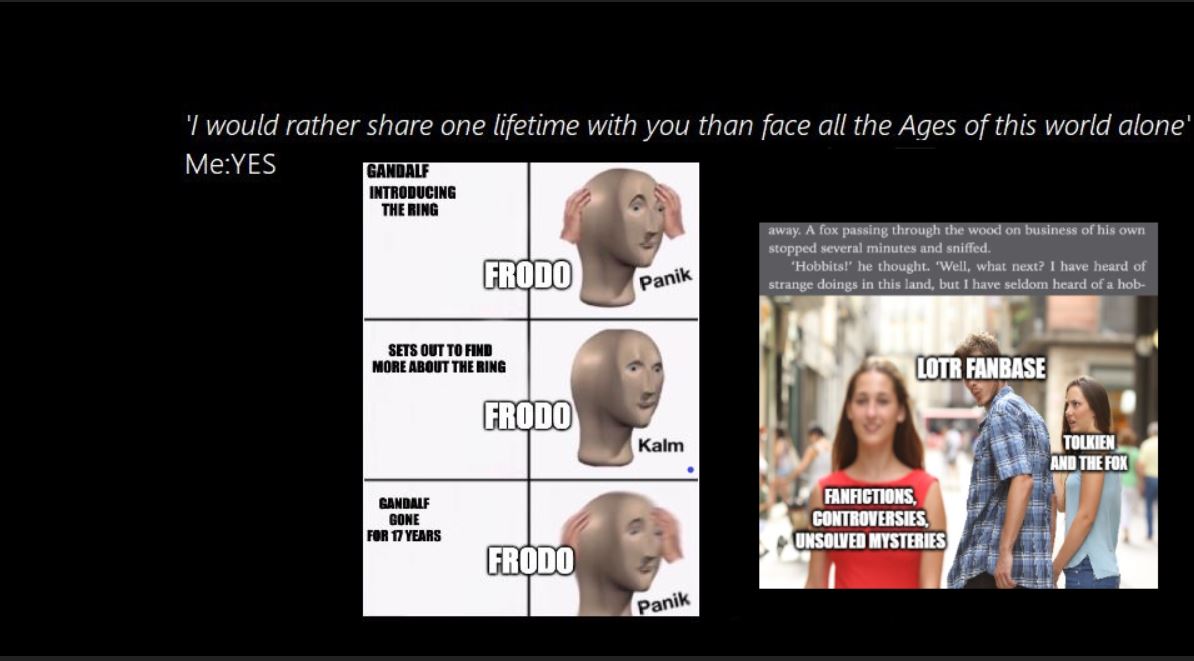 'I would rather share one lifetime with you than face all the Ages of this world alone'
Me:YES
GANDALF
INTRODUCING
THE RING
FRODO
Panik
SETS OUT TO FIND
MORE ABOUT THE RING
FRODO
Kalm
GANDALF
GONE
FOR 17 YEARS
FRODO
Panik
away. A fox passing through the wood on business of his own
stopped several minutes and sniffed.
'Hobbits!' he thought. 'Well, what next? I have heard of
strange doings in this land, but I have seldom heard of a hob-
LOTR FANBASE
TOLKIEN
AND THE FOX
FANFICTIONS,
CONTROVERSIES,
UNSOLVED MYSTERIES